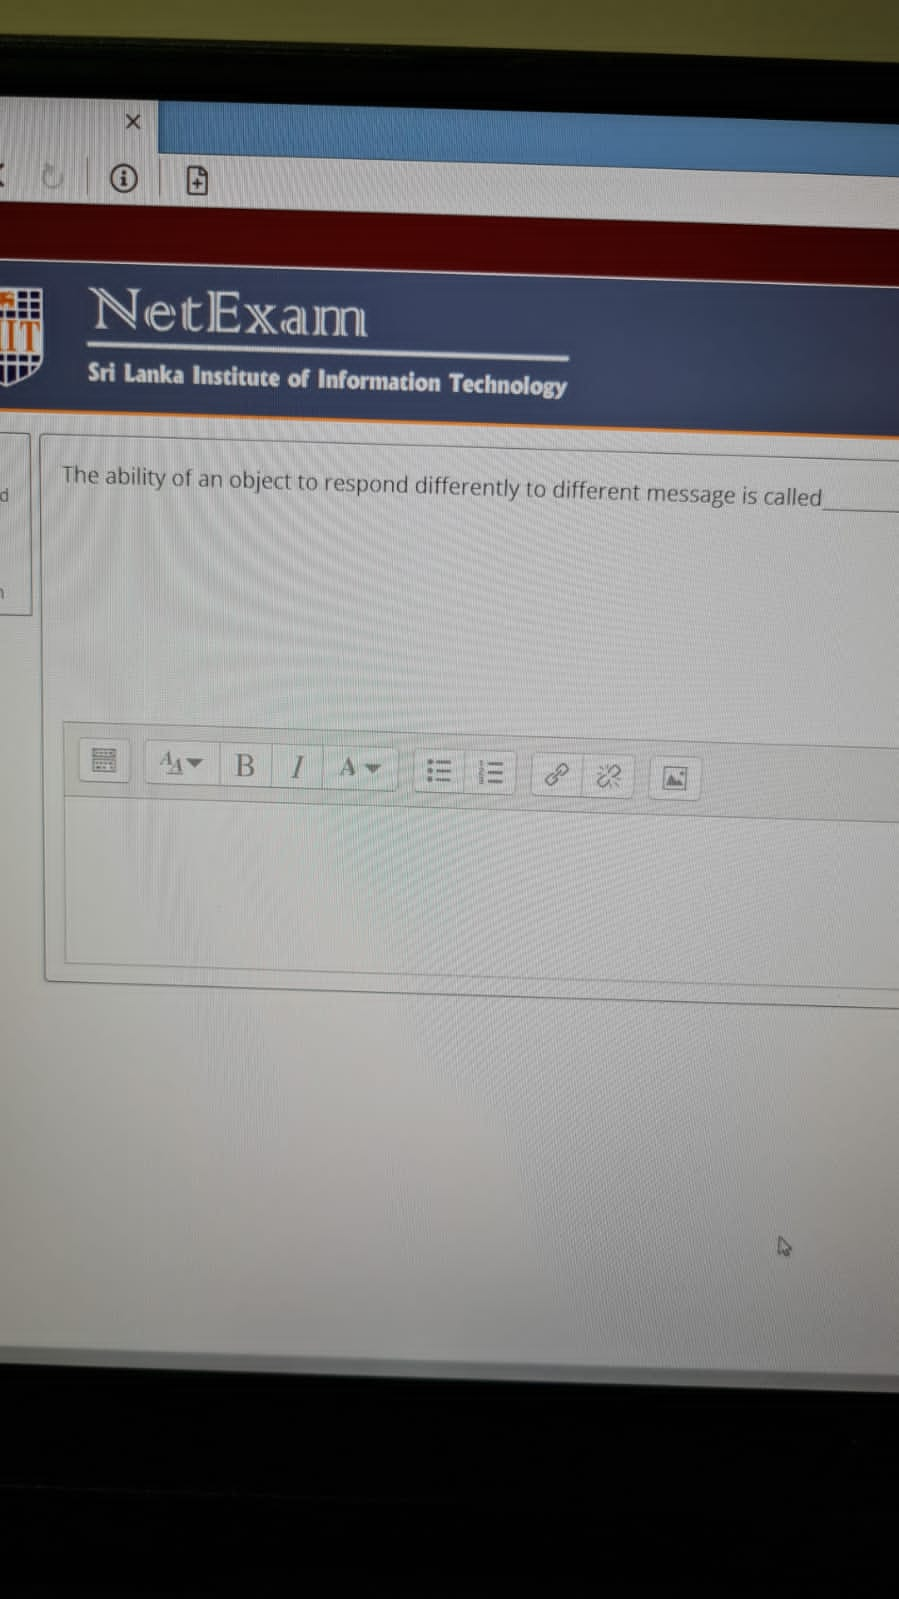 NetExam
IIT
Sri Lanka Institute of Information Technology
The ability of an object to respond differently to different message is called
d
B I A